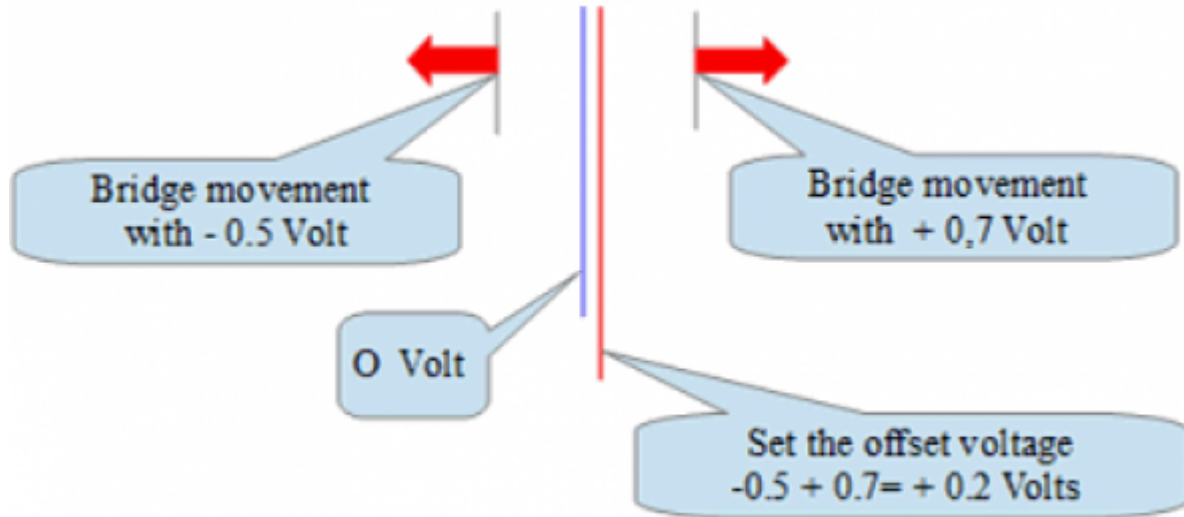 Bridge movement
with - 0.5 Volt
Bridge movement
with + 0,7 Volt
O Volt
Set the offset voltage
-0.5 + 0.7= + 0.2 Volts